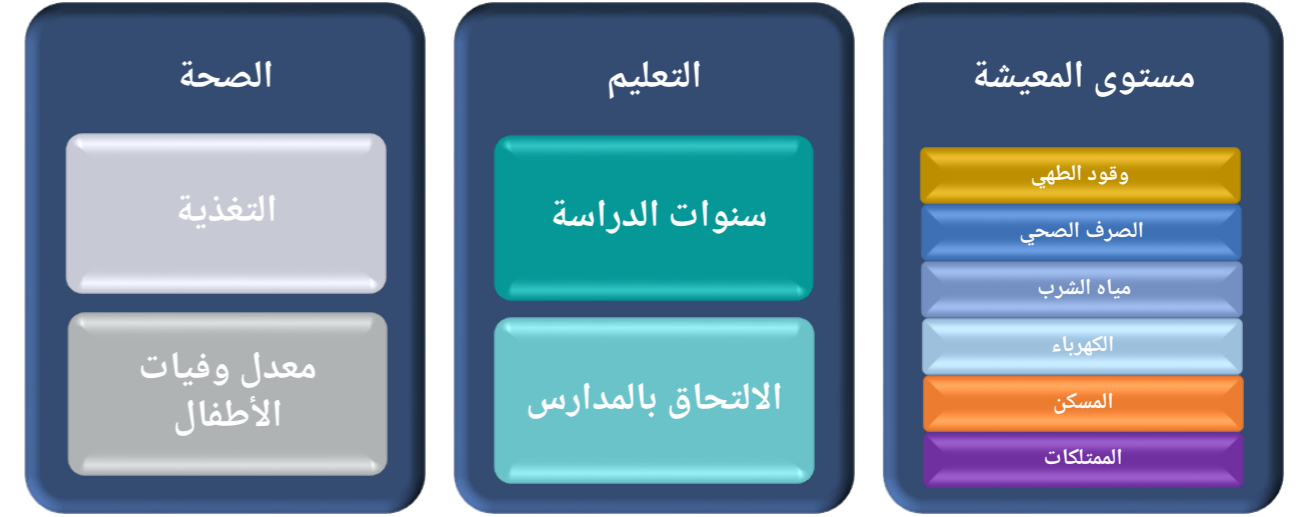 مستوى المعيشة
وقود الطهي
الصرف الصحي
مياه الشرب
الكهرباء
المسكن
الممتلكات
التعليم
سنوات الدراسة
الالتحاق بالمدارس
الصحة
التغذية
معدل وفيات
الأطفال